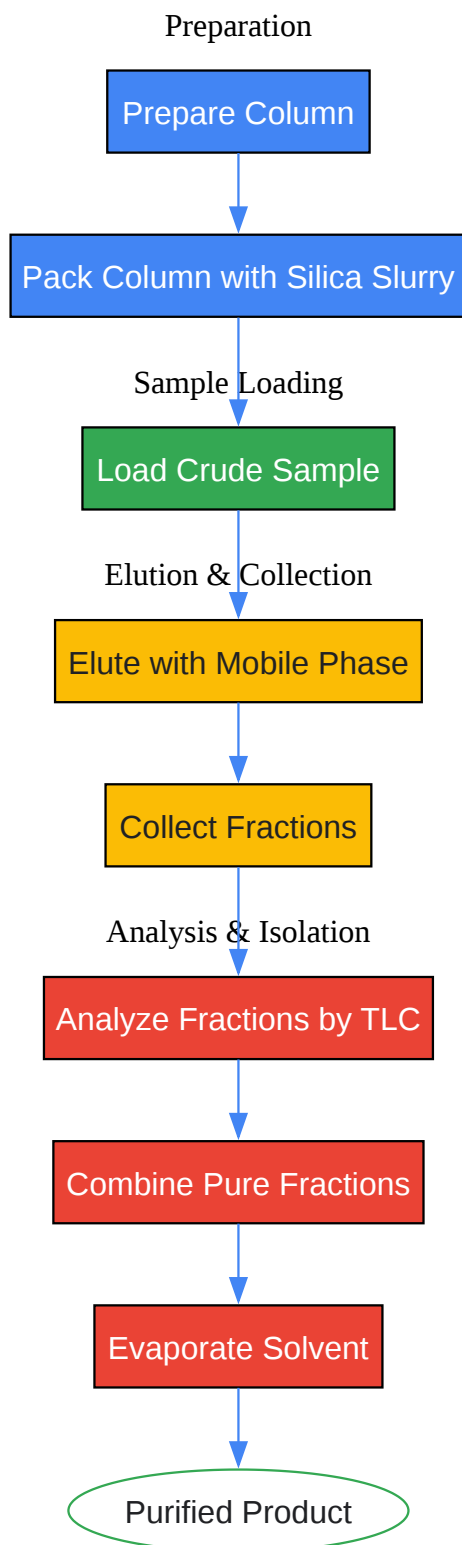 Preparation
Prepare Column
Pack Column with Silica Slurry
Sample Loading
Load Crude Sample
Elution & Collection
Elute with Mobile Phase
Collect Fractions
Analysis & Isolation
Analyze Fractions by TLC
Combine Pure Fractions
Evaporate Solvent
Purified Product